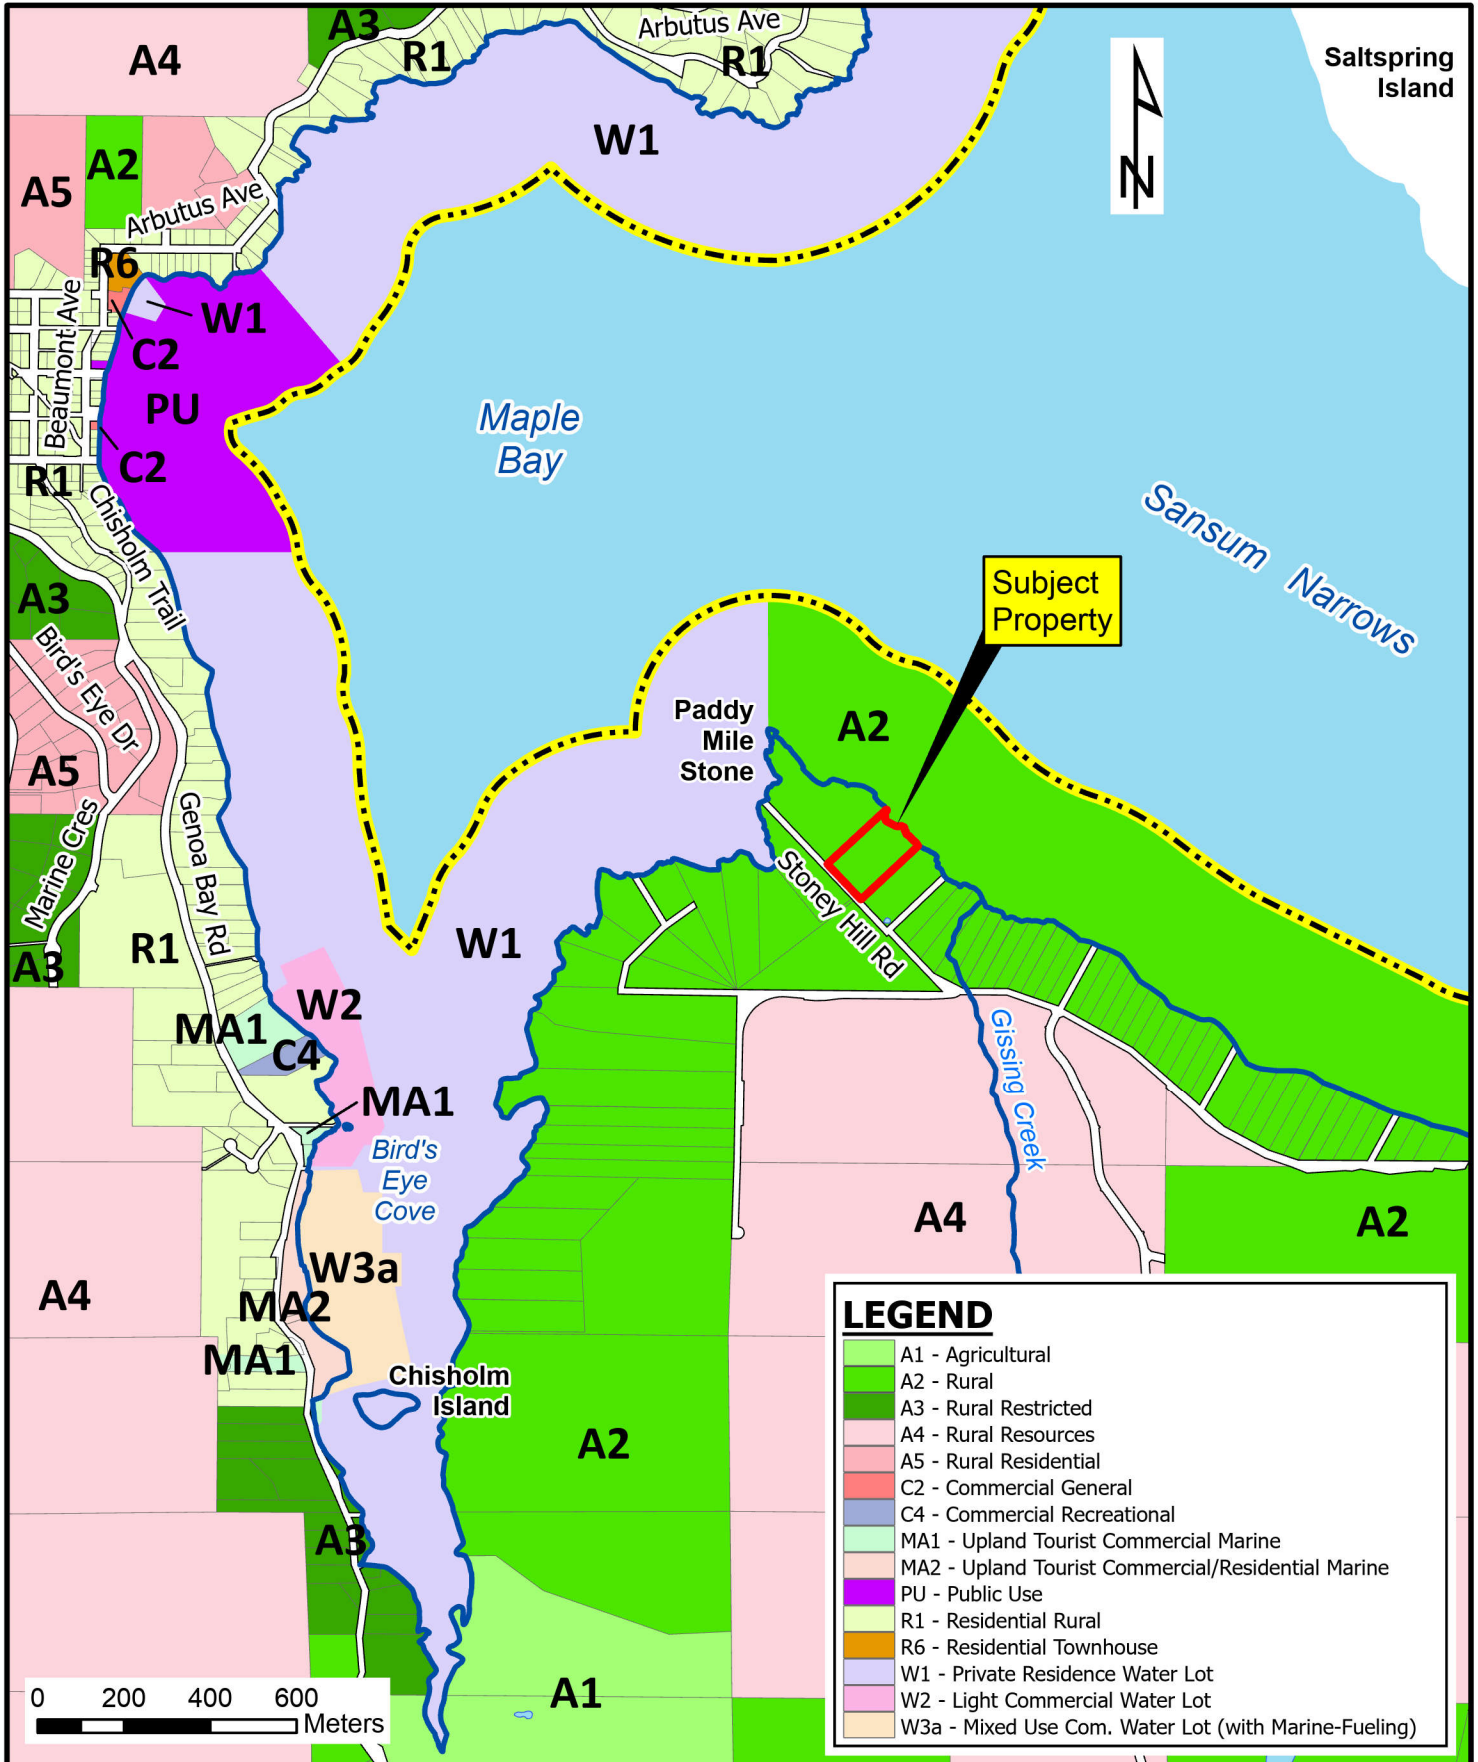 A3
Arbutus Ave
R1
A4
R1
Saltspring
Island
W1
A2
A5
N
Arbutus Ave
R6
W1
Beaumont Ave
C2
PU
Maple
Bay
C2
R1
Sansum Narrows
Chisholm Trail
Subject
Property
A3
Bird's Eye Dr
Paddy
Mile
Stone
A2
A5
Marine Cres
Genoa Bay Rd
Stoney Hill Rd
R1
W1
A3
W2
MA1
C4
Gissing Creek
MA1
Bird's
Eye
Cove
A4
A2
W3a
A4
MA2
MA1
Chisholm
Island
A2
A3
A1
LEGEND
A1 - Agricultural
A2 - Rural
A3 - Rural Restricted
A4 - Rural Resources
A5 - Rural Residential
C2 - Commercial General
C4 - Commercial Recreational
MA1 - Upland Tourist Commercial Marine
MA2 - Upland Tourist Commercial/Residential Marine
PU - Public Use
R1 - Residential Rural
R6 - Residential Townhouse
W1 - Private Residence Water Lot
W2 - Light Commercial Water Lot
W3a - Mixed Use Com. Water Lot (with Marine-Fueling)
0 200 400 600
Meters